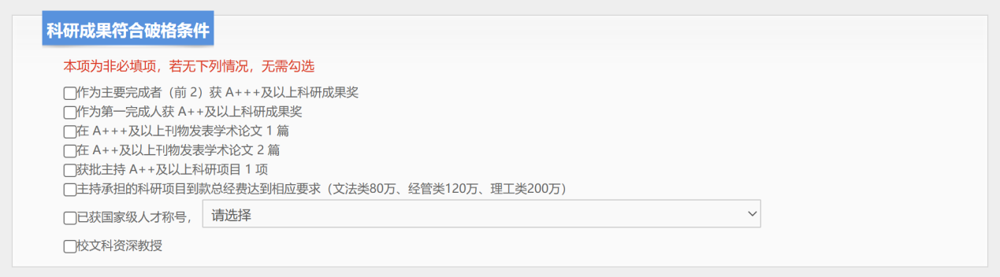 科研成果符合破格条件
本项为非必填项，若无下列情况，无需勾选
作为主要完成者（前 2）获 A+++及以上科研成果奖
作为第一完成人获 A++及以上科研成果奖
在 A+++及以上刊物发表学术论文 1 篇
在 A++及以上刊物发表学术论文 2 篇
获批主持 A++及以上科研项目 1 项
主持承担的科研项目到款总经费达到相应要求（文法类80万、经管类120万、理工类200万）
已获国家级人才称号， 请选择
校文科资深教授